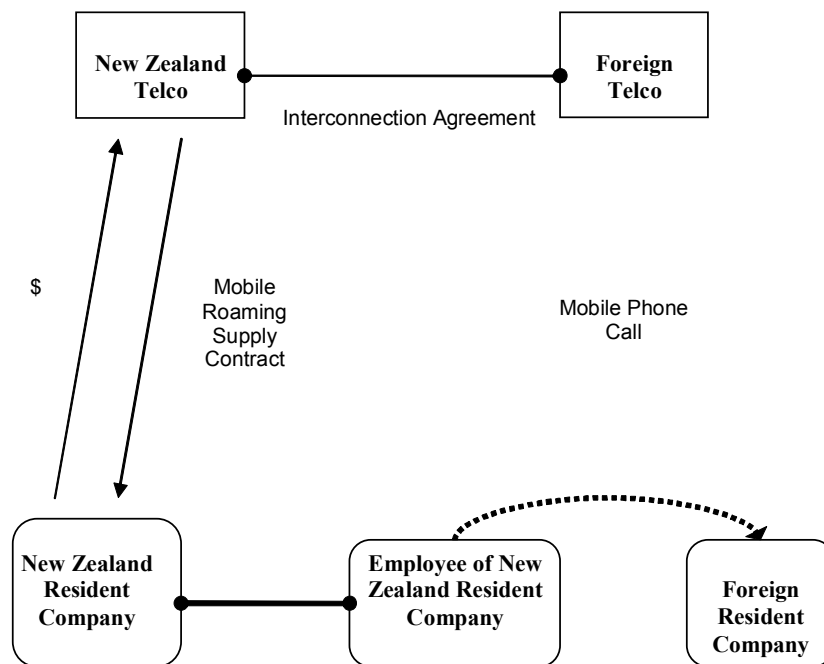 New Zealand
Telco
Foreign
Telco
Interconnection Agreement
$
Mobile
Roaming
Supply
Contract
Mobile Phone
Call
New Zealand
Resident
Company
Employee of New
Zealand Resident
Company
Foreign
Resident
Company